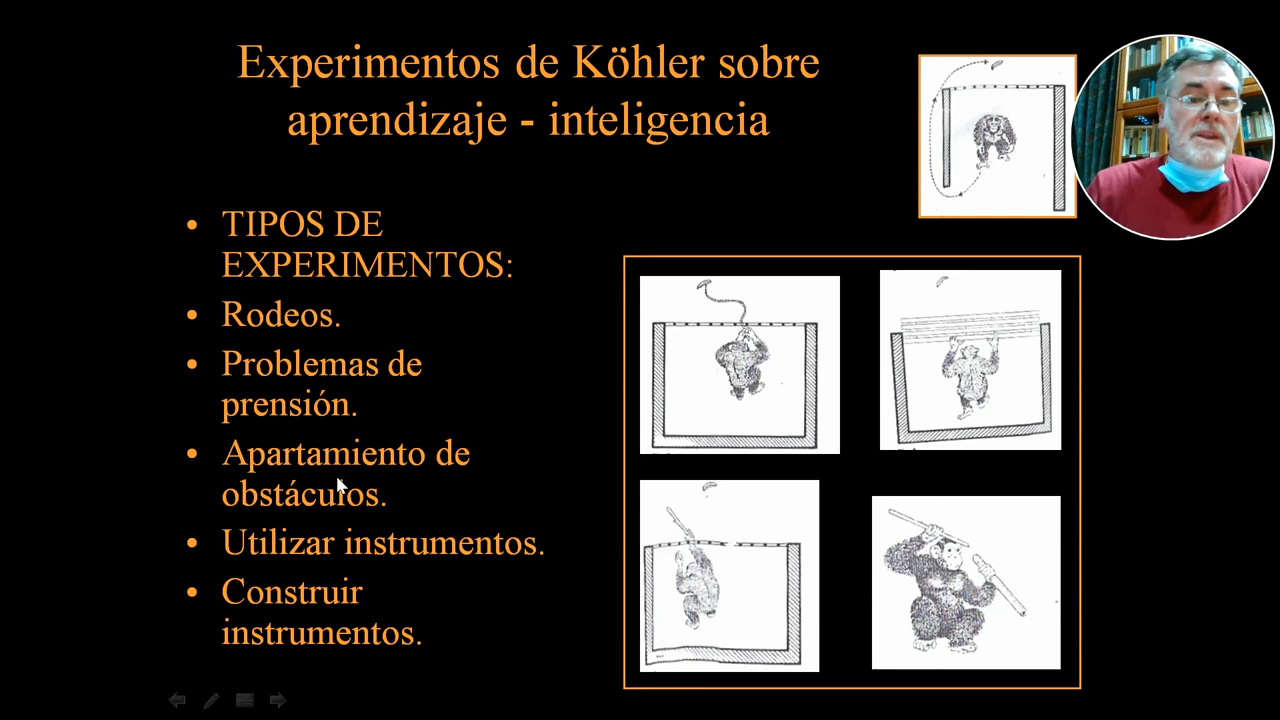 Experimentos de Köhler sobre
aprendizaje - inteligencia
• TIPOS DE
EXPERIMENTOS:
• Rodeos.
• Problemas de
prensión.
• Apartamiento de
obstáculos.
• Utilizar instrumentos.
• Construir
instrumentos.